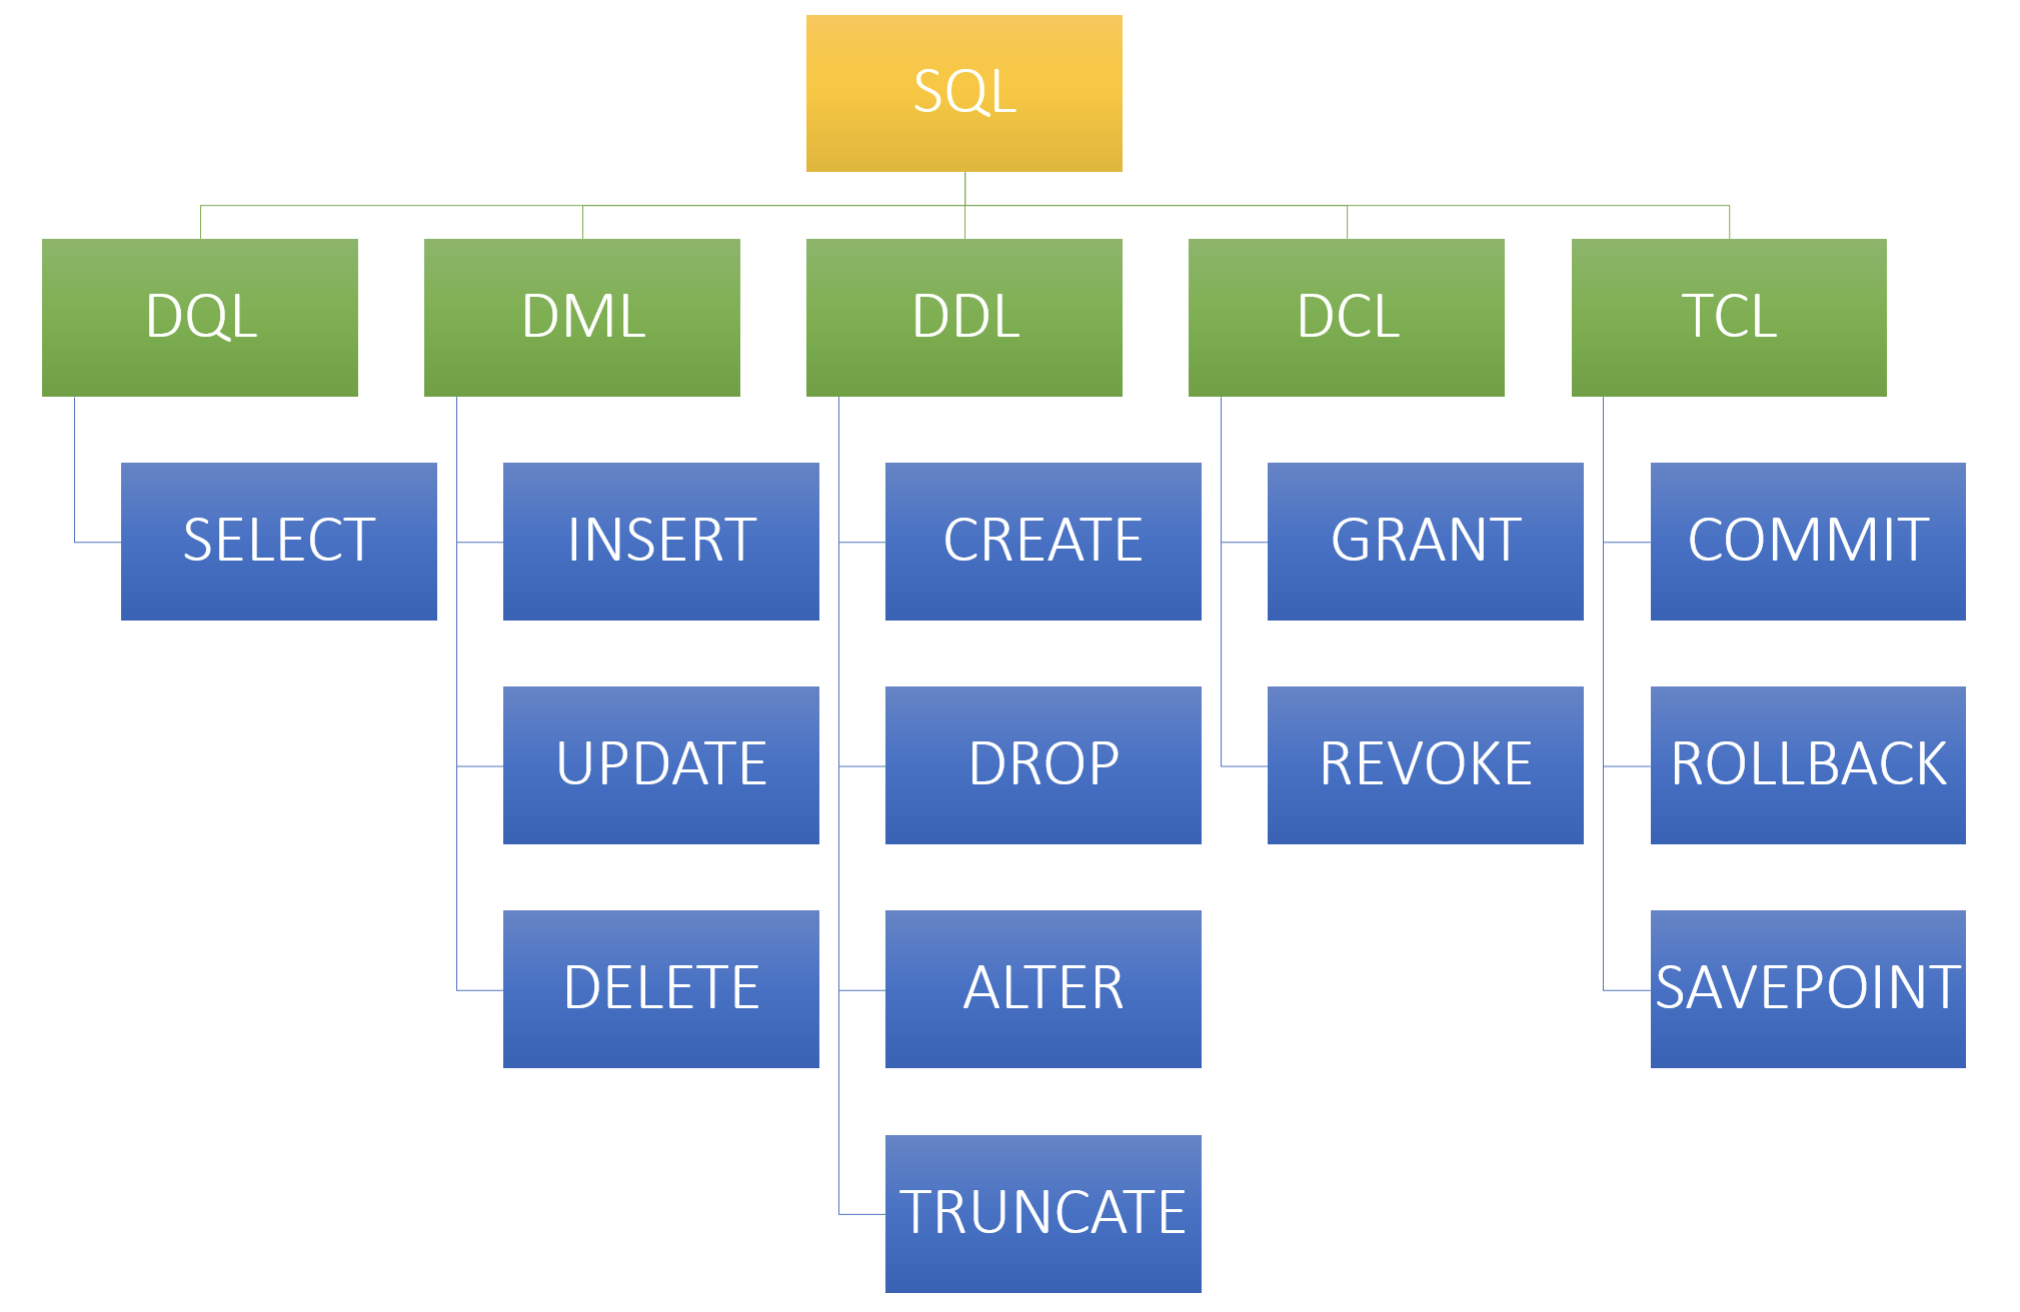 SQL
DQL
DML
DDL
DCL
TCL
SELECT
INSERT
CREATE
GRANT
COMMIT
UPDATE
DROP
REVOKE
ROLLBACK
DELETE
ALTER
SAVEPOINT
TRUNCATE